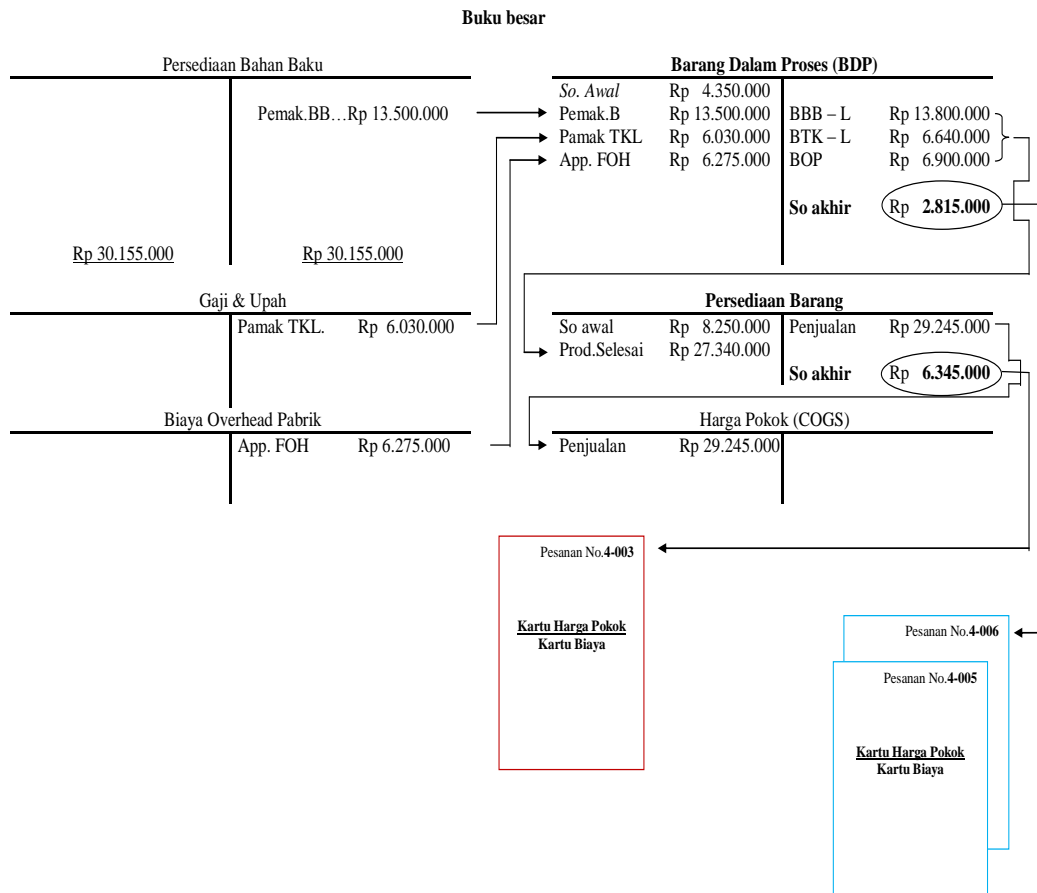 Buku besar
Persediaan Bahan Baku
Pemak.BB…Rp 13.500.000
Rp 30.155.000 Rp 30.155.000
Gaji & Upah
Pamak TKL. Rp 6.030.000
Biaya Overhead Pabrik
App. FOH Rp 6.275.000
Barang Dalam Proses (BDP)
So. Awal Rp 4.350.000
Pemak.B Rp 13.500.000 BBB – L Rp 13.800.000
Pamak TKL Rp 6.030.000 BTK – L Rp 6.640.000
App. FOH Rp 6.275.000 BOP Rp 6.900.000
So akhir Rp 2.815.000
Persediaan Barang
So awal Rp 8.250.000 Penjualan Rp 29.245.000
Prod.Selesai Rp 27.340.000
So akhir Rp 6.345.000
Harga Pokok (COGS)
Penjualan Rp 29.245.000
Pesanan No.4-003
Kartu Harga Pokok
Kartu Biaya
Pesanan No.4-006
Pesanan No.4-005
Kartu Harga Pokok
Kartu Biaya